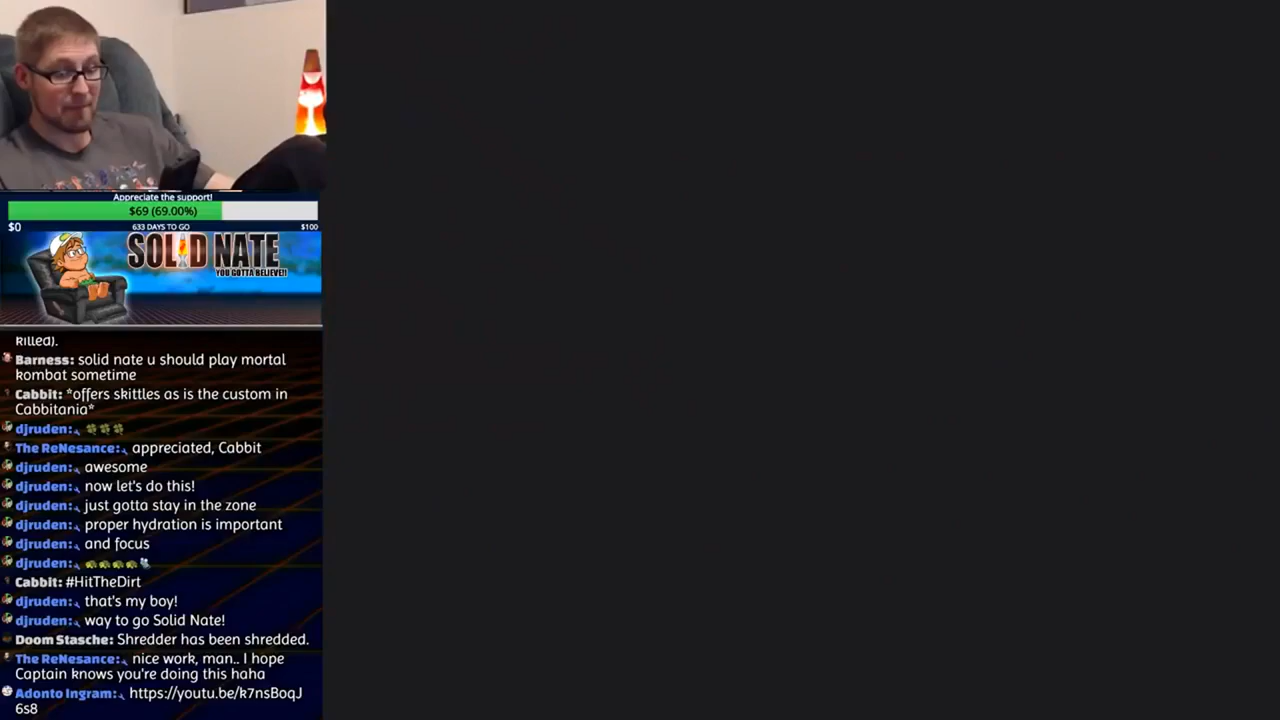 Appreciate the support!
$69 (69.00%)
$0 633 DAYS TO GO $100
SOLID NATE
YOU GOTTA BELIEVE!!
killed).
Barness: solid nate u should play mortal
kombat sometime
Cabbit: *offers skittles as is the custom in
Cabbitania*
djruden:
The ReNesance: appreciated, Cabbit
djruden: awesome
djruden: now let's do this!
djruden: just gotta stay in the zone
djruden: proper hydration is important
djruden: and focus
djruden:
Cabbit: #HitTheDirt
djruden: that's my boy!
djruden: way to go Solid Nate!
Doom Stasche: Shredder has been shredded.
The ReNesance: nice work, man.. I hope
Captain knows you're doing this haha
Adonto Ingram: https://youtu.be/k7nsBoqJ
6s8